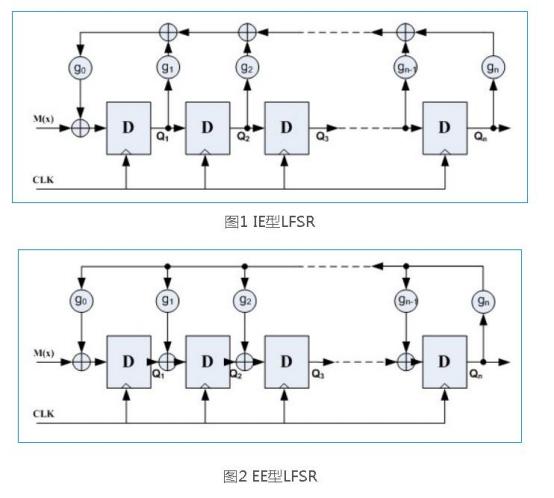 g₀ g₁ g₂ gₙ₋₁ gₙ
M(x) D D D D
Q₁ Q₂ Q₃ Qₙ
CLK
图1 IE型LFSR
g₀ g₁ g₂ gₙ₋₁ gₙ
M(x) D D D D
Q₁ Q₂ Q₃ Qₙ
CLK
图2 EE型LFSR